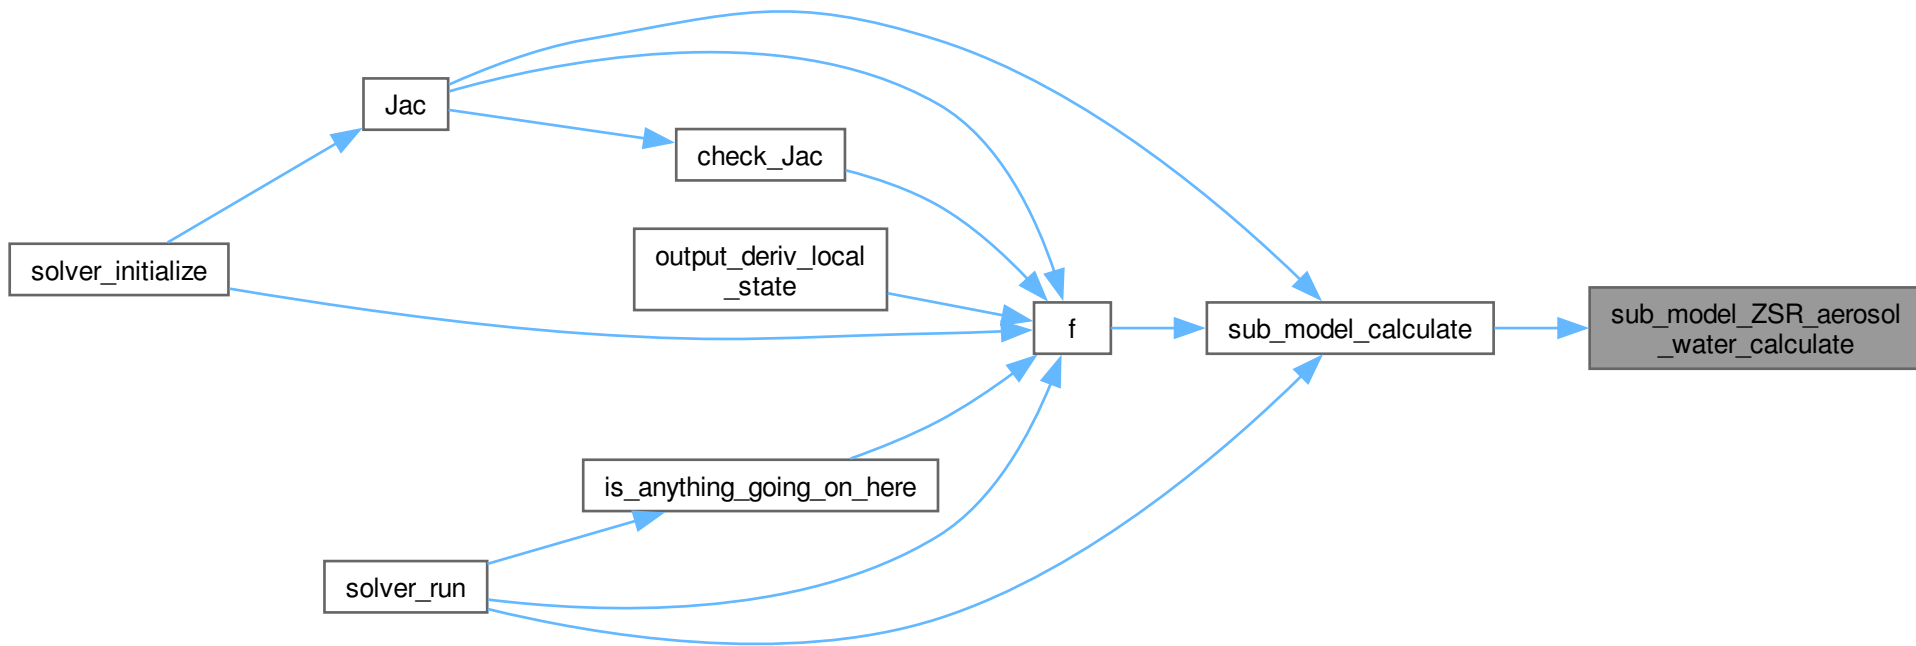 Jac
check_Jac
solver_initialize
output_deriv_local
_state
f
sub_model_calculate
sub_model_ZSR_aerosol
_water_calculate
is_anything_going_on_here
solver_run